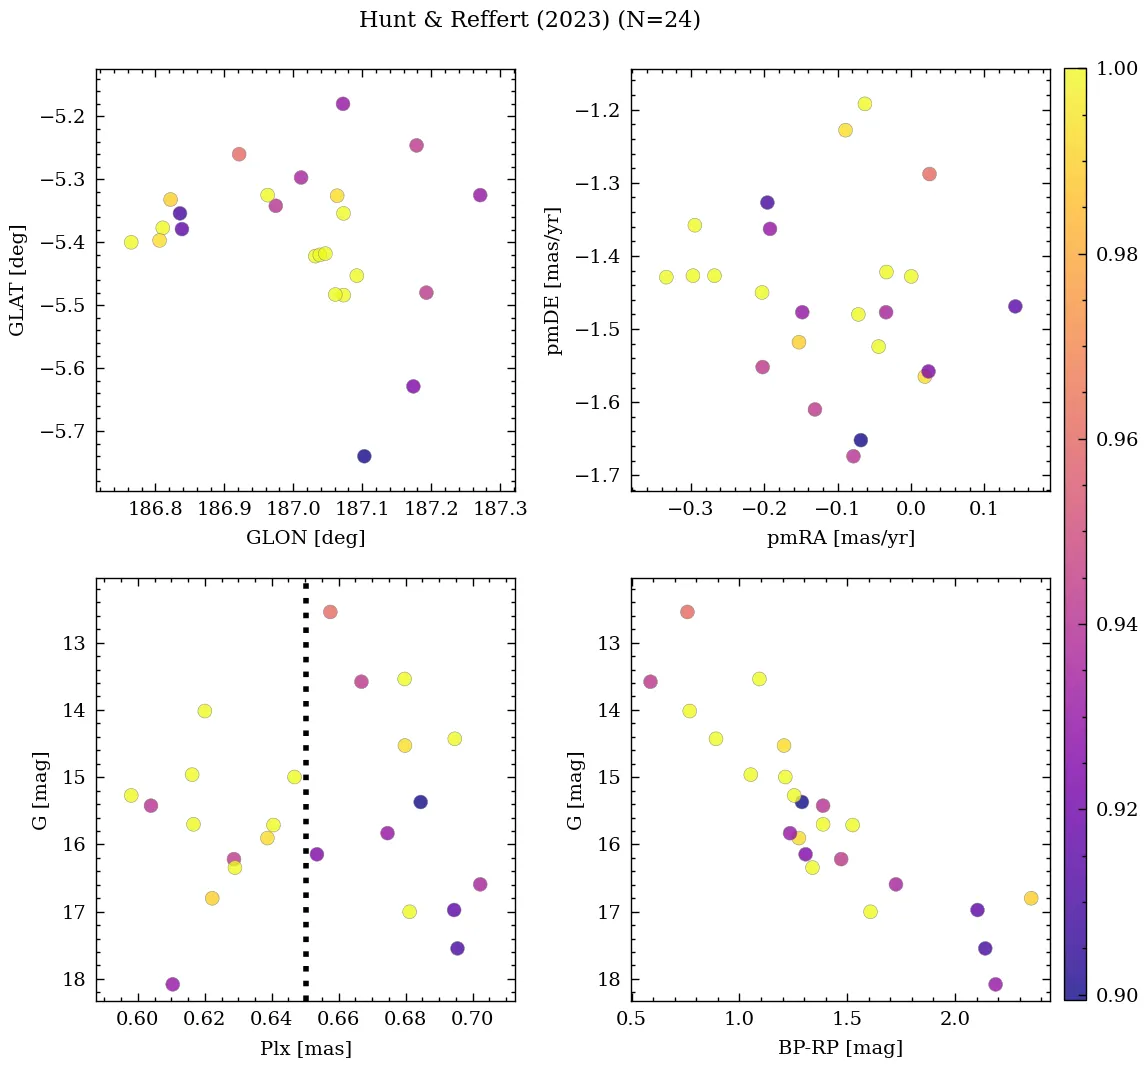 Hunt & Reffert (2023) (N=24)
−5.2
−5.3
−5.4
−5.5
−5.6
−5.7
GLAT [deg]
186.8 186.9 187.0 187.1 187.2 187.3
GLON [deg]
−1.2
−1.3
−1.4
−1.5
−1.6
−1.7
pmDE [mas/yr]
−0.3 −0.2 −0.1 0.0 0.1
pmRA [mas/yr]
13
14
15
16
17
18
G [mag]
0.60 0.62 0.64 0.66 0.68 0.70
Plx [mas]
13
14
15
16
17
18
G [mag]
0.5 1.0 1.5 2.0
BP-RP [mag]
1.00
0.98
0.96
0.94
0.92
0.90